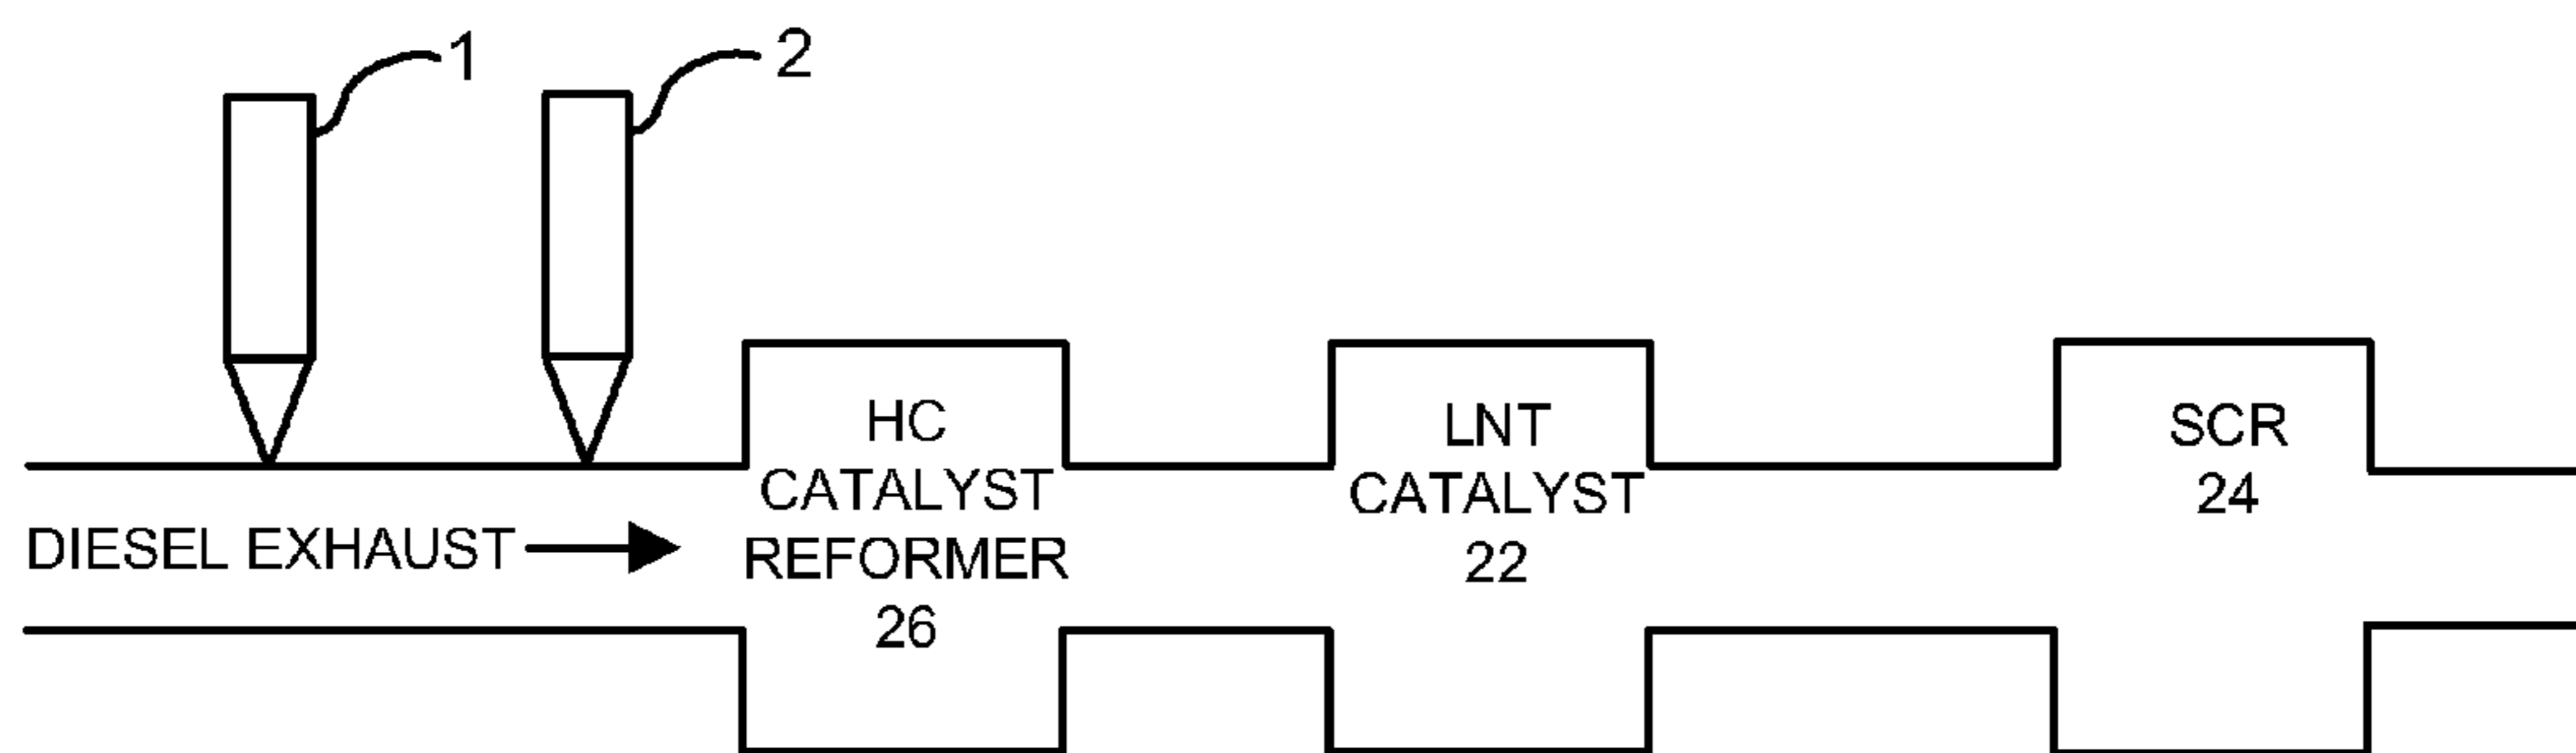 1
2
HC
CATALYST
REFORMER
26
LNT
CATALYST
22
SCR
24
DIESEL EXHAUST